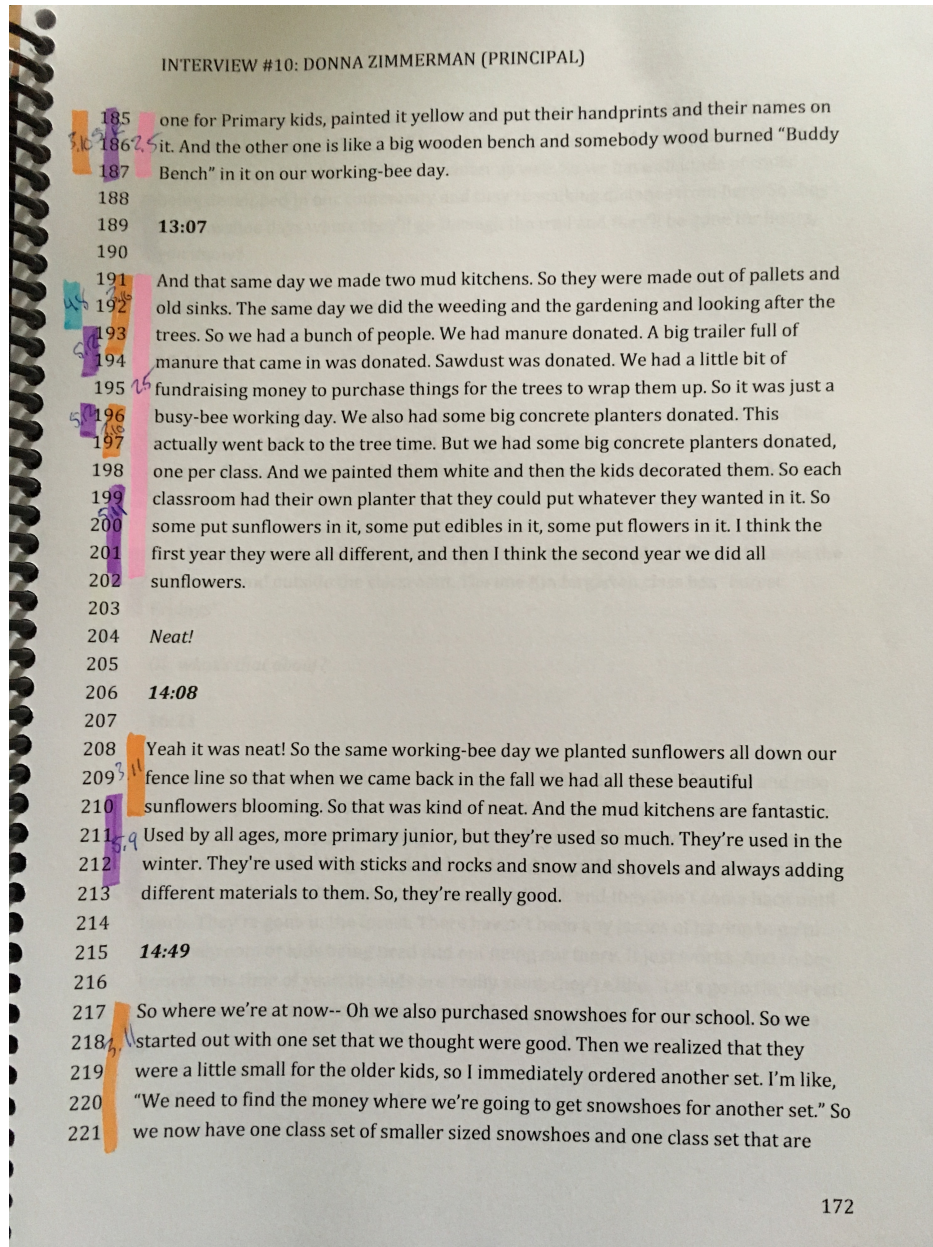 INTERVIEW #10: DONNA ZIMMERMAN (PRINCIPAL)
185 one for Primary kids, painted it yellow and put their handprints and their names on
3.10 186 2.5 it. And the other one is like a big wooden bench and somebody wood burned “Buddy
187 Bench” in it on our working-bee day.
188
189 13:07
190
191 And that same day we made two mud kitchens. So they were made out of pallets and
192 old sinks. The same day we did the weeding and the gardening and looking after the
193 trees. So we had a bunch of people. We had manure donated. A big trailer full of
194 manure that came in was donated. Sawdust was donated. We had a little bit of
195 2.5 fundraising money to purchase things for the trees to wrap them up. So it was just a
196 busy-bee working day. We also had some big concrete planters donated. This
197 actually went back to the tree time. But we had some big concrete planters donated,
198 one per class. And we painted them white and then the kids decorated them. So each
199 classroom had their own planter that they could put whatever they wanted in it. So
200 some put sunflowers in it, some put edibles in it, some put flowers in it. I think the
201 first year they were all different, and then I think the second year we did all
202 sunflowers.
203
204 Neat!
205
206 14:08
207
208 Yeah it was neat! So the same working-bee day we planted sunflowers all down our
209 3.11 fence line so that when we came back in the fall we had all these beautiful
210 sunflowers blooming. So that was kind of neat. And the mud kitchens are fantastic.
211 5.9 Used by all ages, more primary junior, but they’re used so much. They’re used in the
212 winter. They're used with sticks and rocks and snow and shovels and always adding
213 different materials to them. So, they’re really good.
214
215 14:49
216
217 So where we’re at now-- Oh we also purchased snowshoes for our school. So we
218 3.11 started out with one set that we thought were good. Then we realized that they
219 were a little small for the older kids, so I immediately ordered another set. I’m like,
220 “We need to find the money where we’re going to get snowshoes for another set.” So
221 we now have one class set of smaller sized snowshoes and one class set that are
172